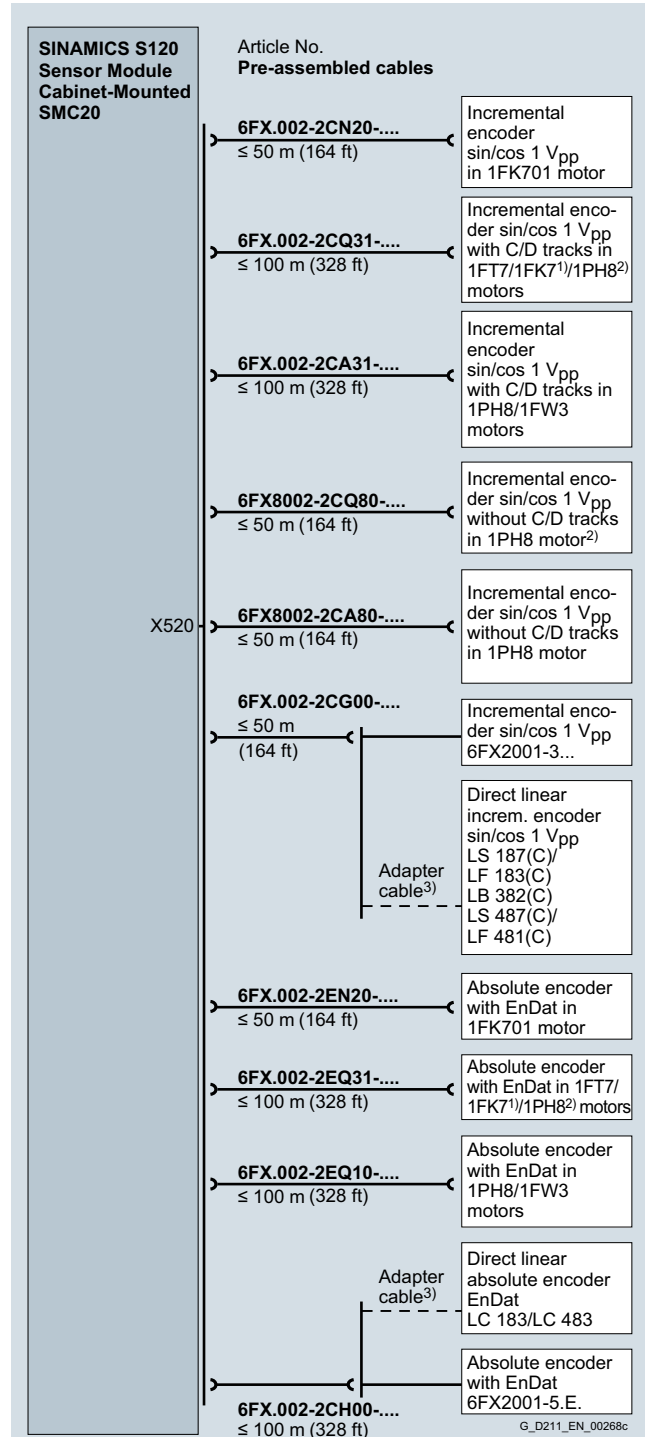 SINAMICS S120
Sensor Module
Cabinet-Mounted
SMC20
Article No.
Pre-assembled cables
6FX.002-2CN20-....
≤ 50 m (164 ft)
Incremental
encoder
sin/cos 1 Vpp
in 1FK701 motor
6FX.002-2CQ31-....
≤ 100 m (328 ft)
Incremental enco-
der sin/cos 1 Vpp
with C/D tracks in
1FT7/1FK7¹⁾/1PH8²⁾
motors
6FX.002-2CA31-....
≤ 100 m (328 ft)
Incremental
encoder
sin/cos 1 Vpp
with C/D tracks in
1PH8/1FW3
motors
6FX8002-2CQ80-....
≤ 50 m (164 ft)
Incremental enco-
der sin/cos 1 Vpp
without C/D tracks
in 1PH8 motor²⁾
X520
6FX8002-2CA80-....
≤ 50 m (164 ft)
Incremental enco-
der sin/cos 1 Vpp
without C/D tracks
in 1PH8 motor
6FX.002-2CG00-....
≤ 50 m
(164 ft)
Incremental enco-
der sin/cos 1 Vpp
6FX2001-3...
Adapter
cable³⁾
Direct linear
increm. encoder
sin/cos 1 Vpp
LS 187(C)/
LF 183(C)
LB 382(C)
LS 487(C)/
LF 481(C)
6FX.002-2EN20-....
≤ 50 m (164 ft)
Absolute encoder
with EnDat in
1FK701 motor
6FX.002-2EQ31-....
≤ 100 m (328 ft)
Absolute encoder
with EnDat in 1FT7/
1FK7¹⁾/1PH8²⁾ motors
6FX.002-2EQ10-....
≤ 100 m (328 ft)
Absolute encoder
with EnDat in
1PH8/1FW3
motors
Adapter
cable³⁾
Direct linear
absolute encoder
EnDat
LC 183/LC 483
6FX.002-2CH00-....
≤ 100 m (328 ft)
Absolute encoder
with EnDat
6FX2001-5.E.
G_D211_EN_00268c